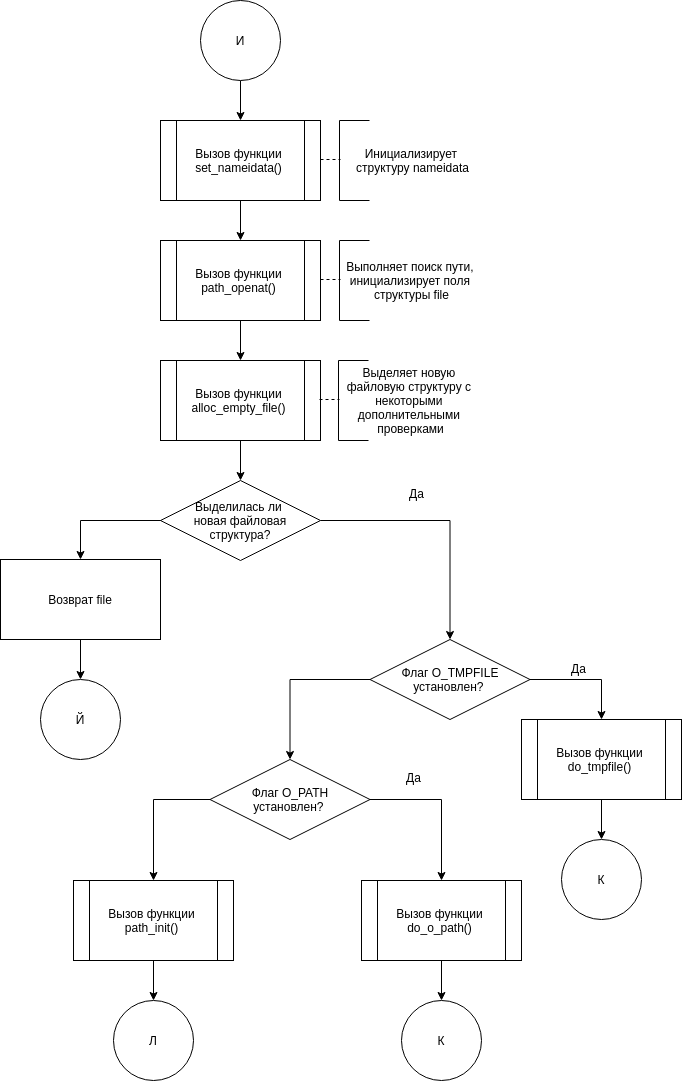 И
Вызов функции
set_nameidata()
Инициализирует
структуру nameidata
Вызов функции
path_openat()
Выполняет поиск пути,
инициализирует поля
структуры file
Вызов функции
alloc_empty_file()
Выделяет новую
файловую структуру с
некоторыми
дополнительными
проверками
Выделилась ли
новая файловая
структура?
Да
Возврат file
Й
Флаг O_TMPFILE
установлен?
Да
Вызов функции
do_tmpfile()
К
Флаг O_PATH
установлен?
Да
Вызов функции
path_init()
Вызов функции
do_o_path()
Л
К